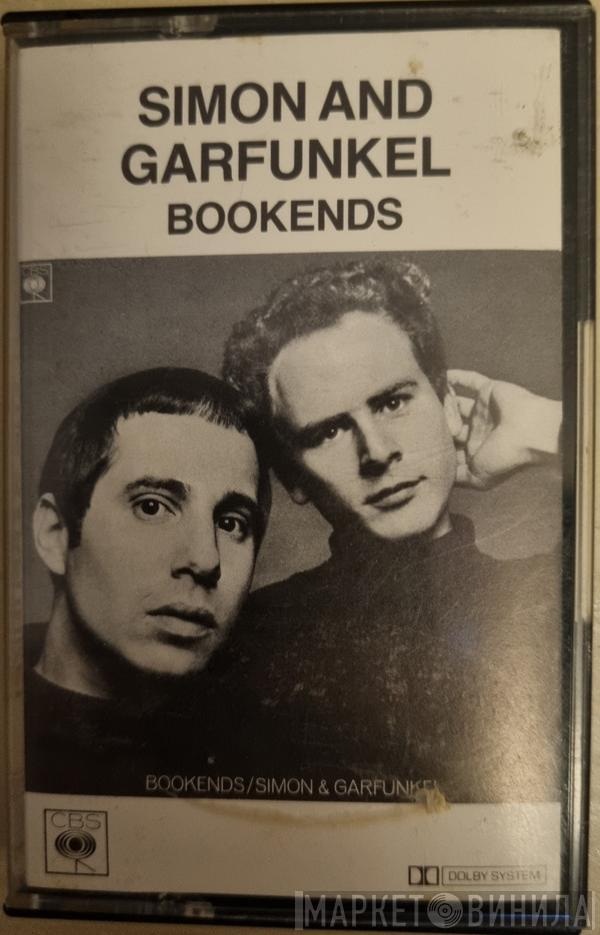 SIMON AND
GARFUNKEL
BOOKENDS
CBS
BOOKENDS/SIMON & GARFUNKEL
CBS
DOLBY SYSTEM
МАРКЕТ ВИНИЛА